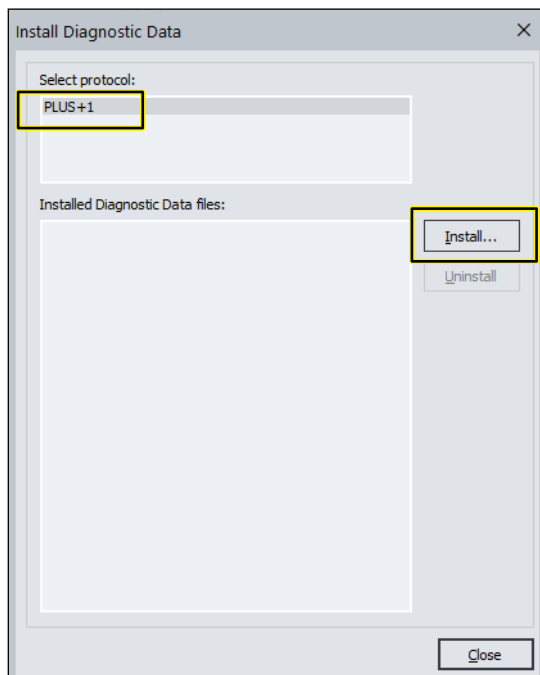 Install Diagnostic Data
Select protocol:
PLUS+1
Installed Diagnostic Data files:
Install...
Uninstall
Close